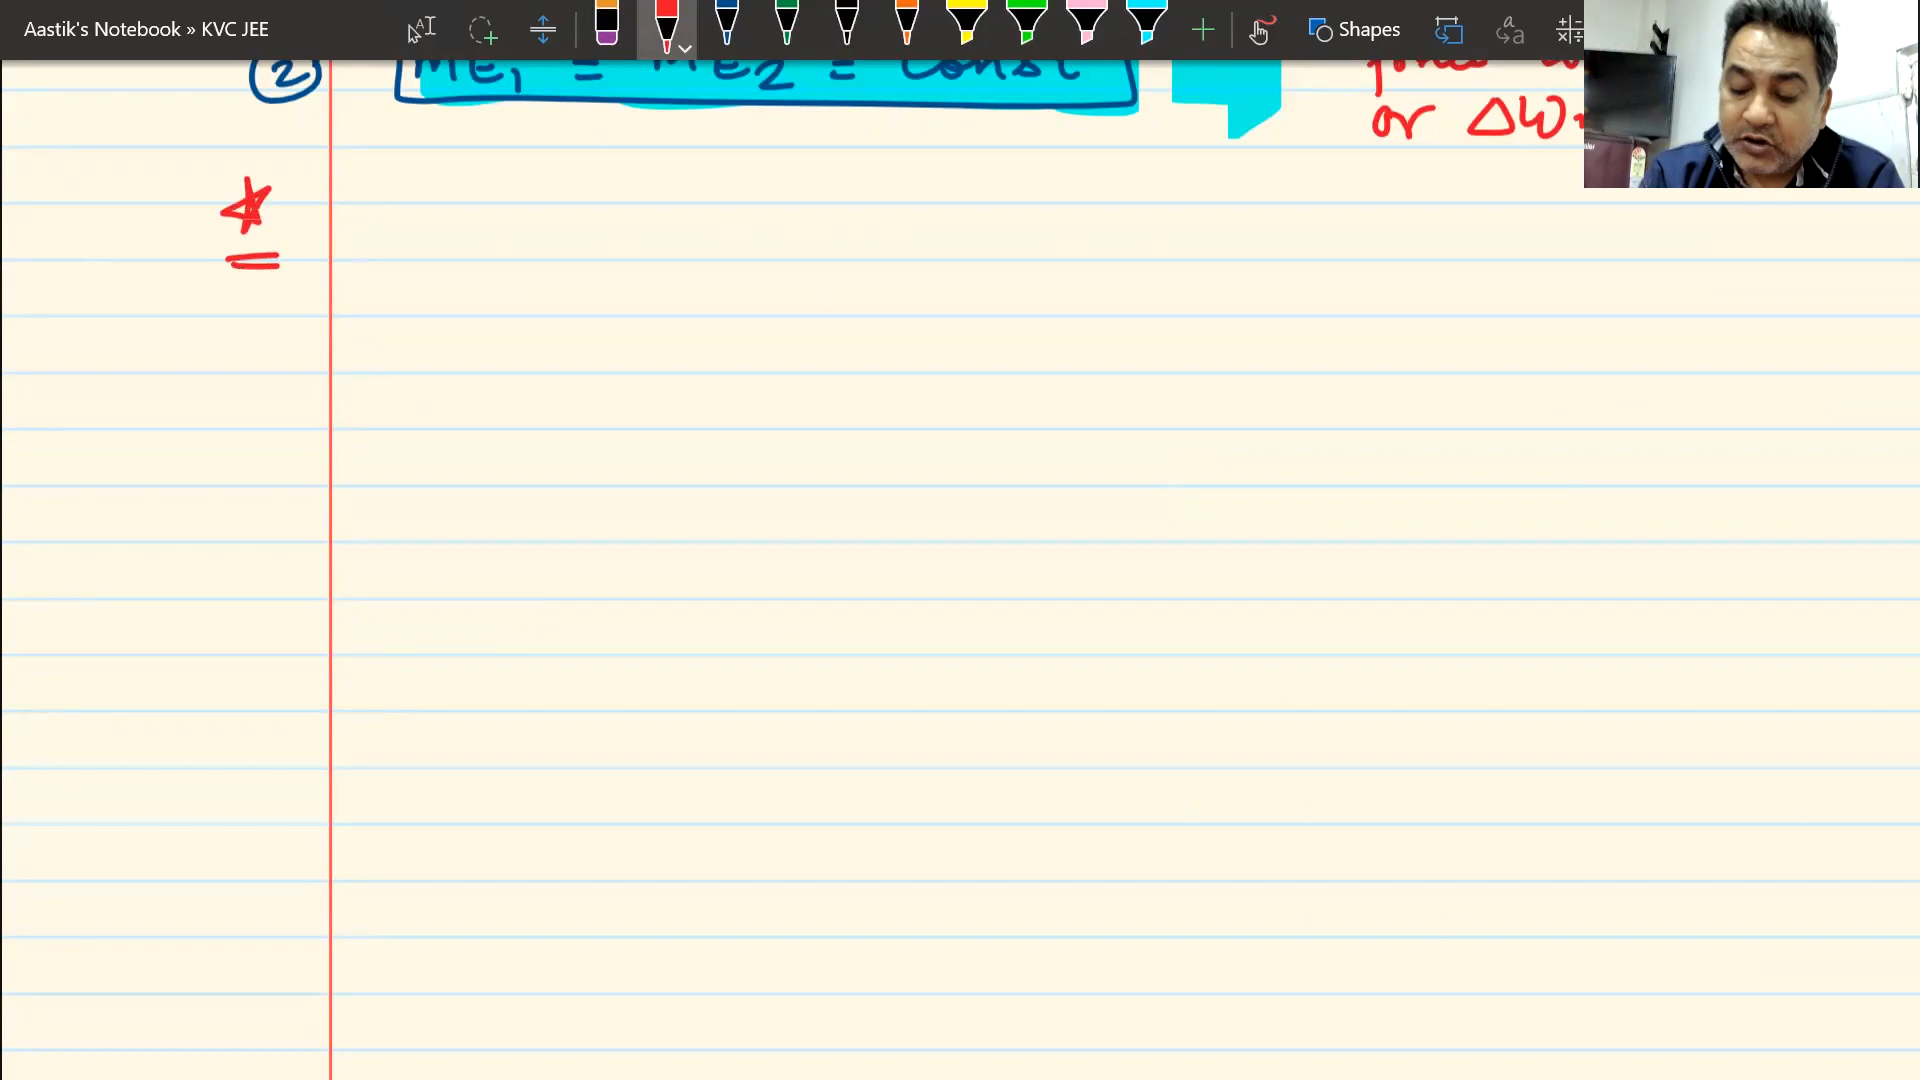 Aastik's Notebook » KVC JEE
Shapes
② ME₁ = ME₂ = Const
or ΔW
*